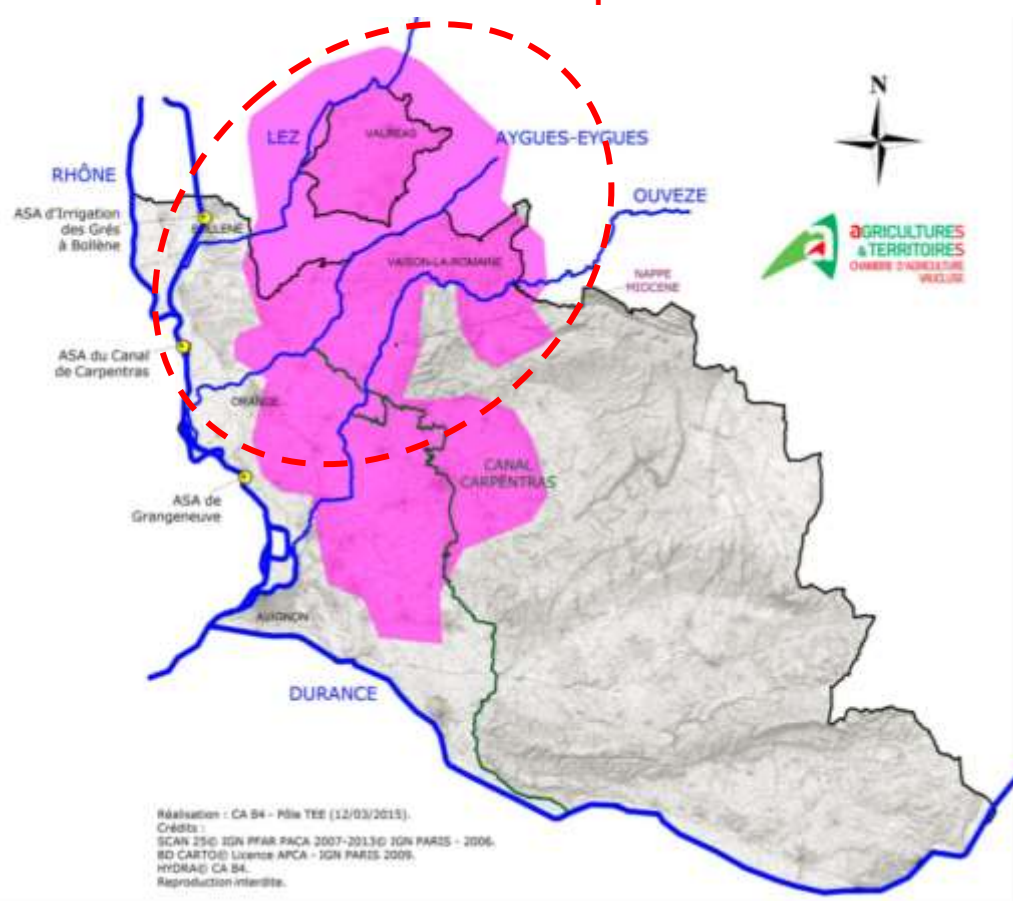 N
LEZ
VALREAS
AYGUES-EYGUES
RHÔNE
OUVEZE
ASA d'Irrigation
des Grés
à Bollène
BOLLENE
AGRICULTURES
& TERRITOIRES
CHAMBRE D'AGRICULTURE
VAUCLUSE
VAISON-LA-ROMAINE
NAPPE
MIOCENE
ASA du Canal
de Carpentras
ORANGE
CANAL
CARPENTRAS
ASA de
Grangeneuve
AVIGNON
DURANCE
Réalisation : CA 84 - Pôle TEE (12/03/2015).
Crédits :
SCAN 25© IGN PFAR PACA 2007-2013© IGN PARIS - 2006.
BD CARTO© Licence APCA - IGN PARIS 2009.
HYDRA© CA 84.
Reproduction interdite.